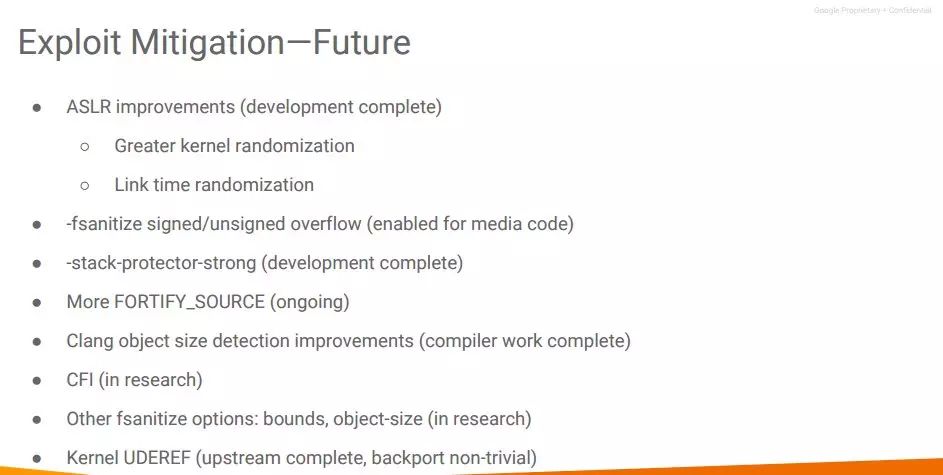 Google Proprietary + Confidential
Exploit Mitigation—Future
● ASLR improvements (development complete)
○ Greater kernel randomization
○ Link time randomization
● -fsanitize signed/unsigned overflow (enabled for media code)
● -stack-protector-strong (development complete)
● More FORTIFY_SOURCE (ongoing)
● Clang object size detection improvements (compiler work complete)
● CFI (in research)
● Other fsanitize options: bounds, object-size (in research)
● Kernel UDEREF (upstream complete, backport non-trivial)